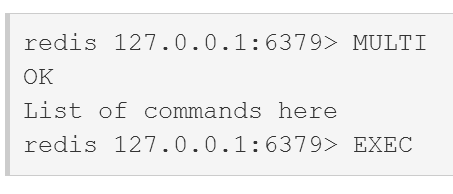 redis 127.0.0.1:6379> MULTI
OK
List of commands here
redis 127.0.0.1:6379> EXEC